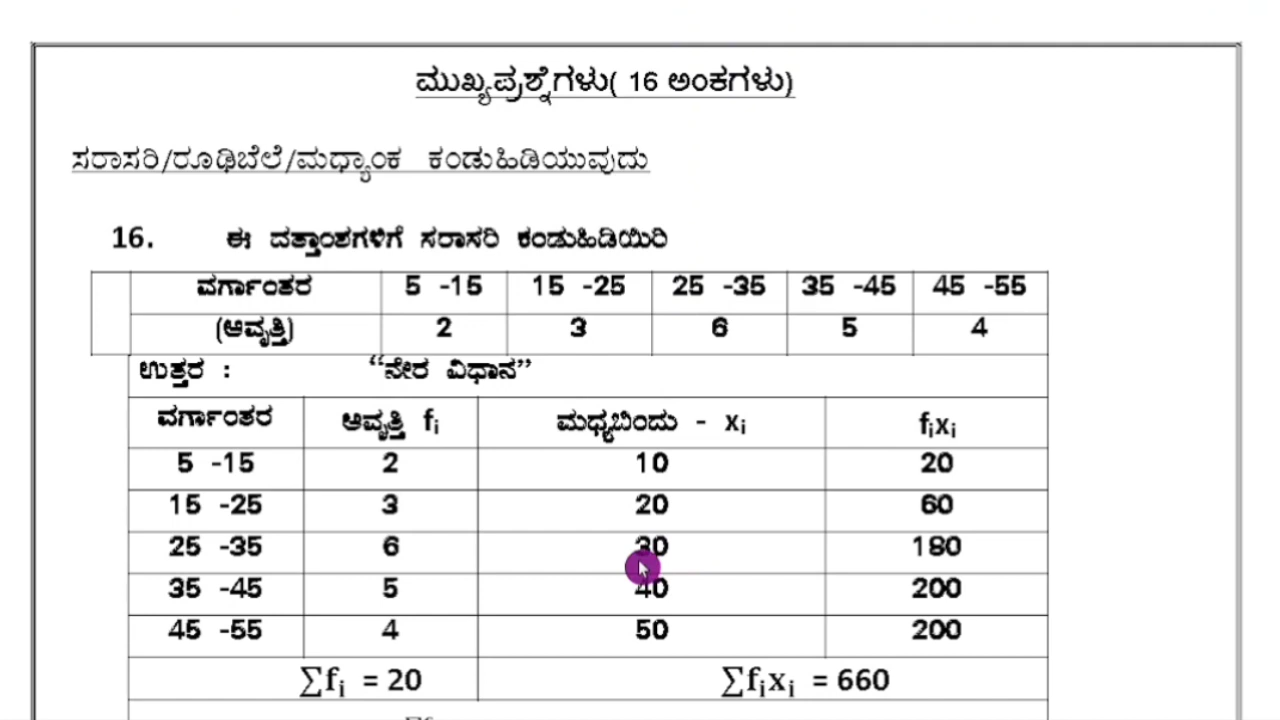 ಮುಖ್ಯಪ್ರಶ್ನೆಗಳು( 16 ಅಂಕಗಳು)
ಸರಾಸರಿ/ರೂಢಿಬೆಲೆ/ಮಧ್ಯಾಂಕ ಕಂಡುಹಿಡಿಯುವುದು
16. ಈ ದತ್ತಾಂಶಗಳಿಗೆ ಸರಾಸರಿ ಕಂಡುಹಿಡಿಯಿರಿ
ವರ್ಗಾಂತರ 5 -15 15 -25 25 -35 35 -45 45 -55
(ಆವೃತ್ತಿ) 2 3 6 5 4
ಉತ್ತರ : “ನೇರ ವಿಧಾನ”
ವರ್ಗಾಂತರ ಆವೃತ್ತಿ fᵢ ಮಧ್ಯಬಿಂದು - xᵢ fᵢxᵢ
5 -15 2 10 20
15 -25 3 20 60
25 -35 6 30 180
35 -45 5 40 200
45 -55 4 50 200
∑fᵢ = 20 ∑fᵢxᵢ = 660